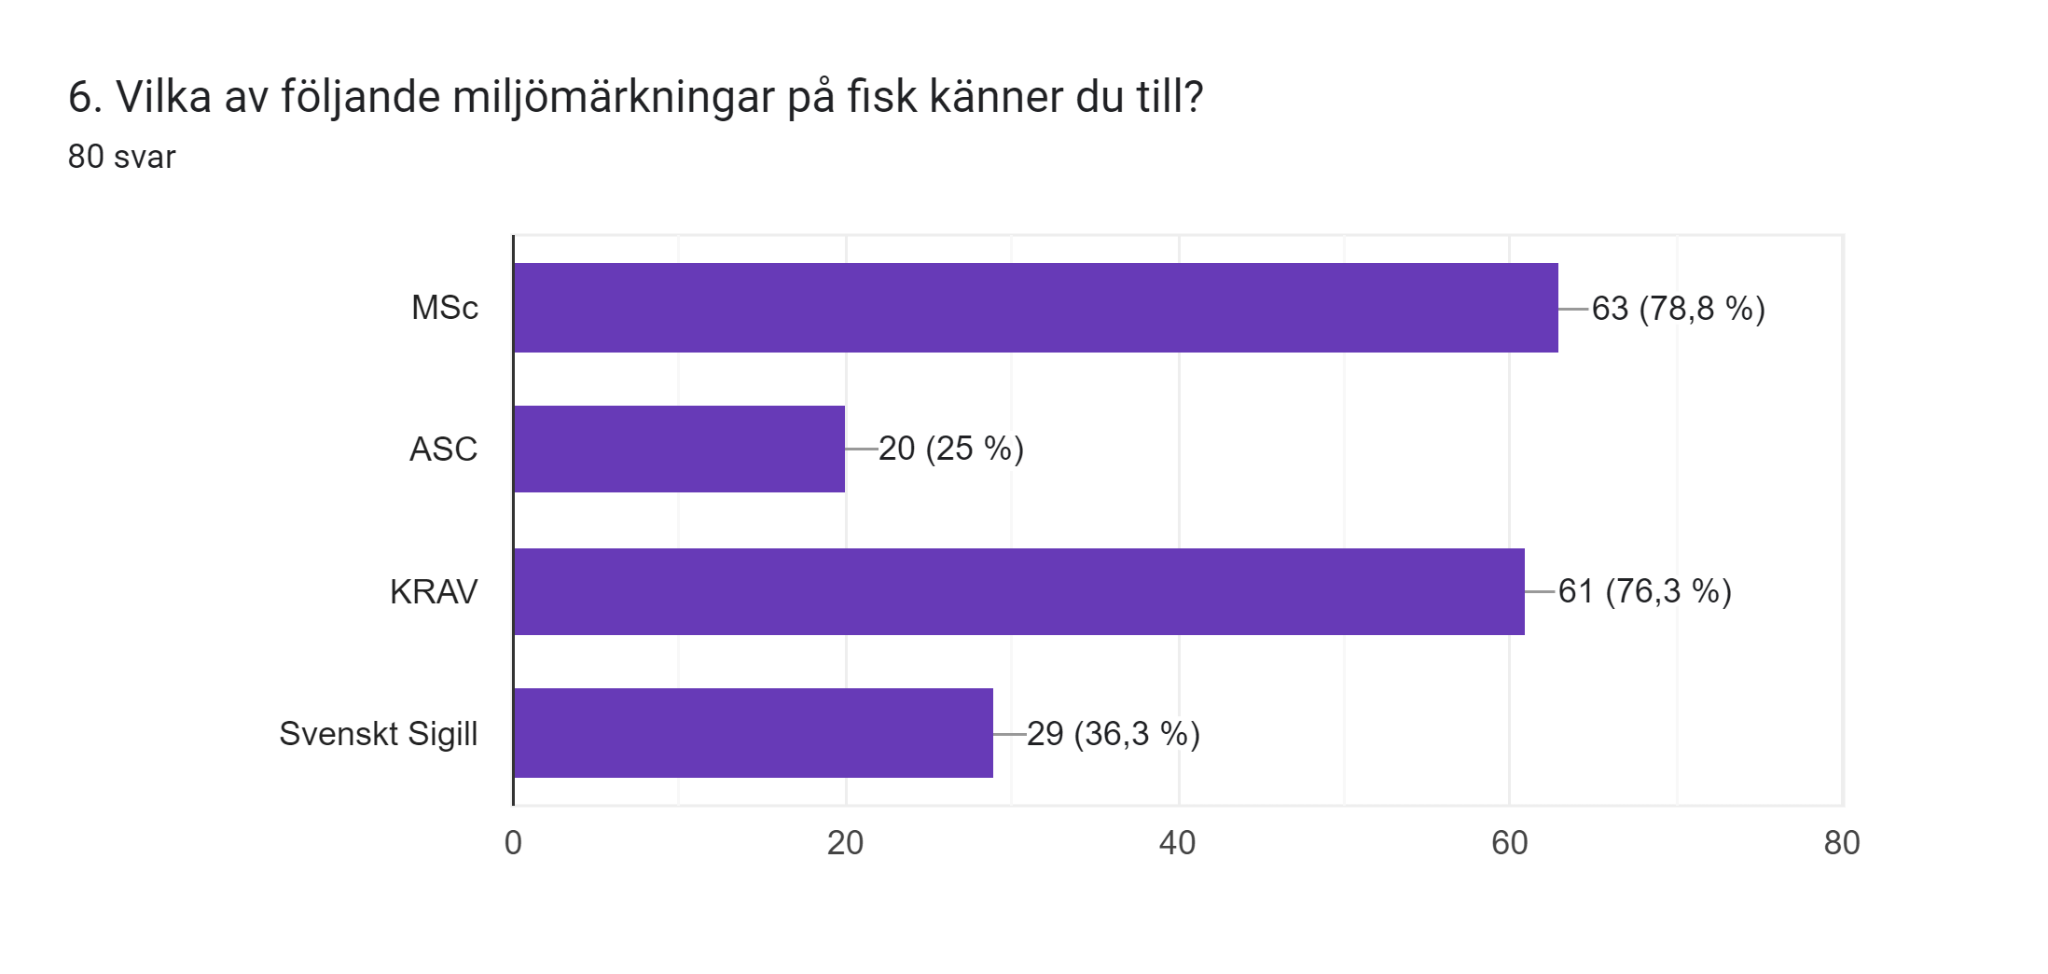 6. Vilka av följande miljömärkningar på fisk känner du till?
80 svar
MSc
63 (78,8 %)
ASC
20 (25 %)
KRAV
61 (76,3 %)
Svenskt Sigill
29 (36,3 %)
0 20 40 60 80